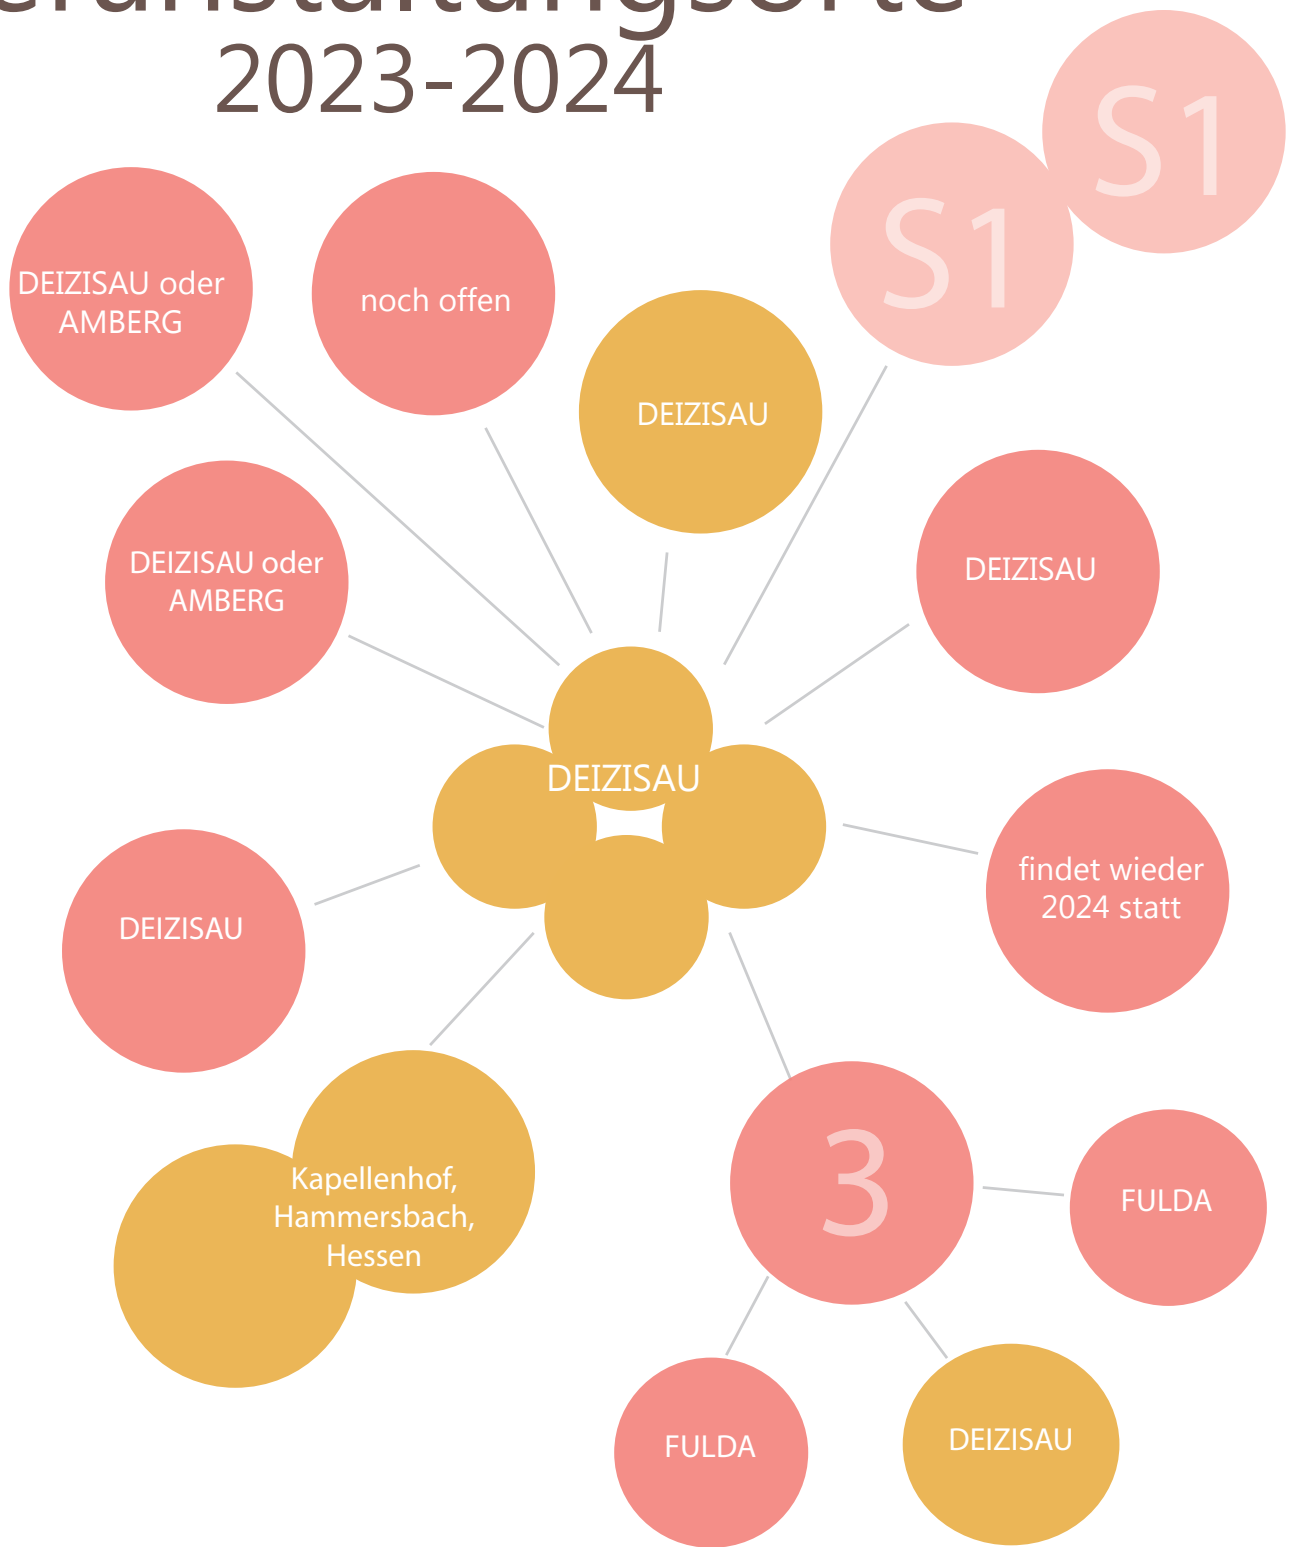 2023-2024
S1
S1
DEIZISAU oder
AMBERG
noch offen
DEIZISAU
DEIZISAU oder
AMBERG
DEIZISAU
DEIZISAU
findet wieder
2024 statt
DEIZISAU
Kapellenhof,
Hammersbach,
Hessen
3
FULDA
FULDA
DEIZISAU